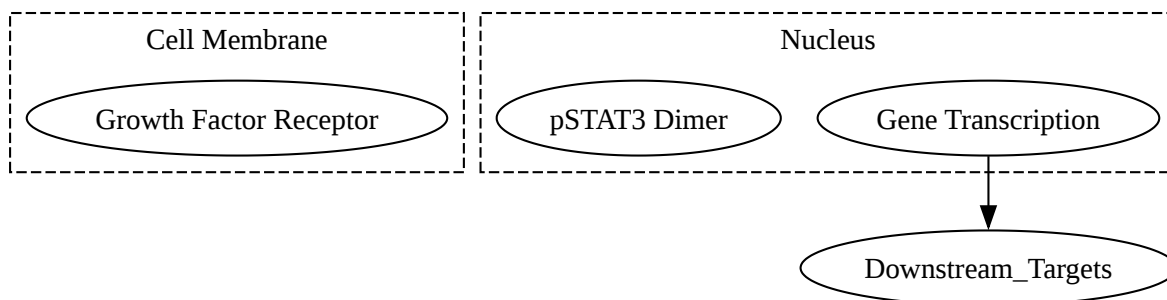 Cell Membrane
Growth Factor Receptor
Nucleus
pSTAT3 Dimer
Gene Transcription
Downstream_Targets